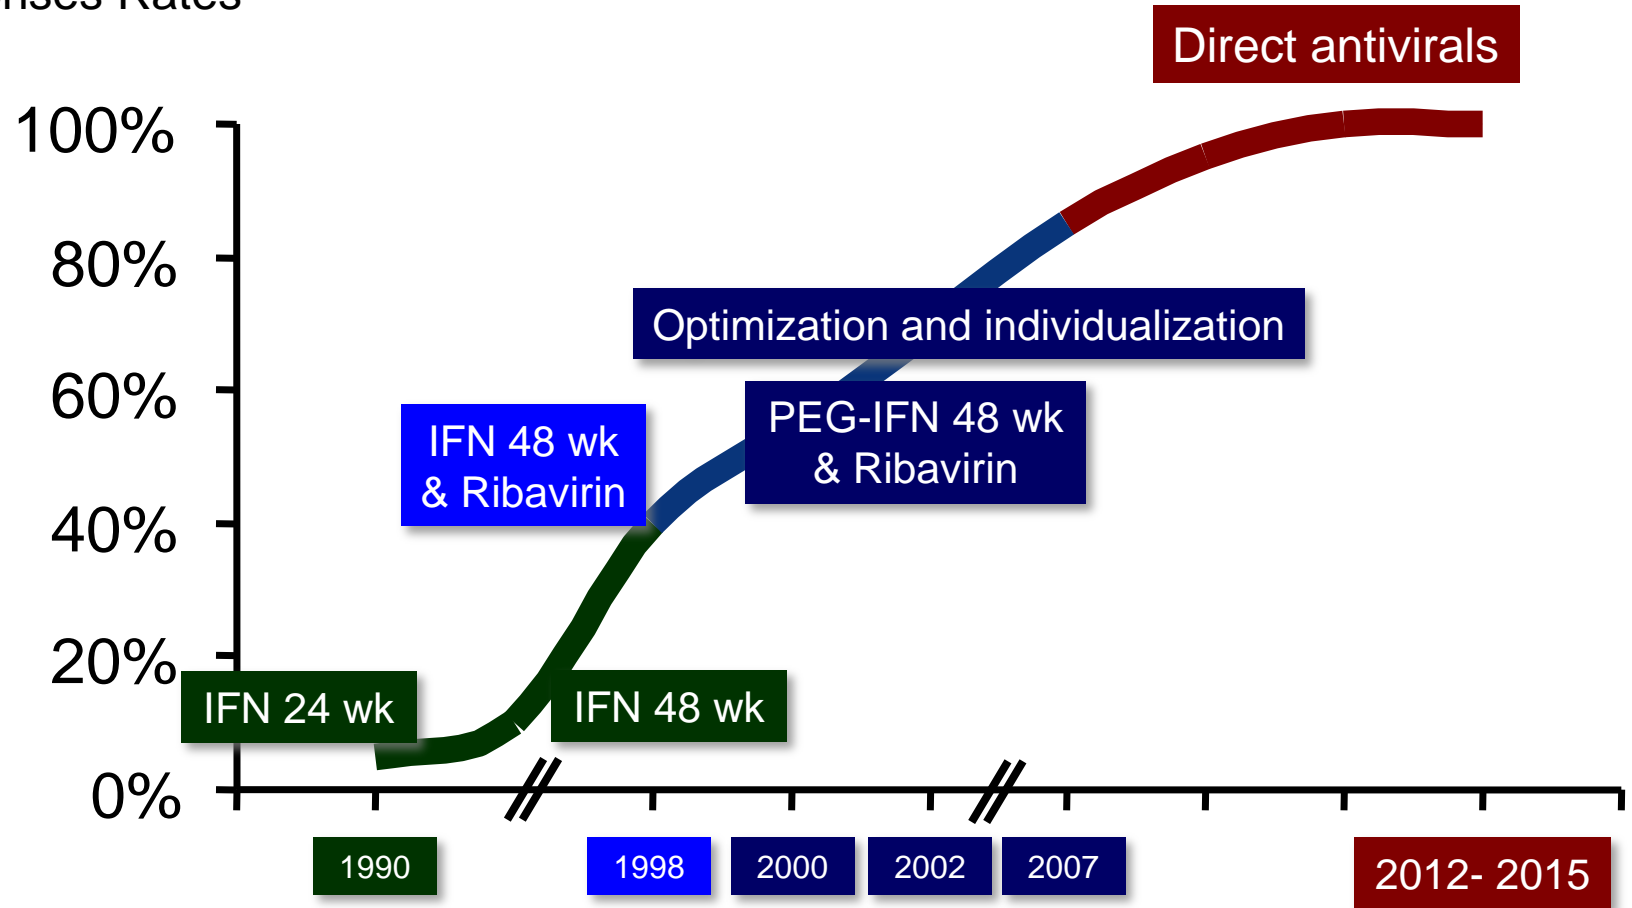 Rates
Direct antivirals
100%
80%
Optimization and individualization
60%
PEG-IFN 48 wk
& Ribavirin
IFN 48 wk
& Ribavirin
40%
20%
IFN 24 wk
IFN 48 wk
0%
1990
1998
2000
2002
2007
2012- 2015